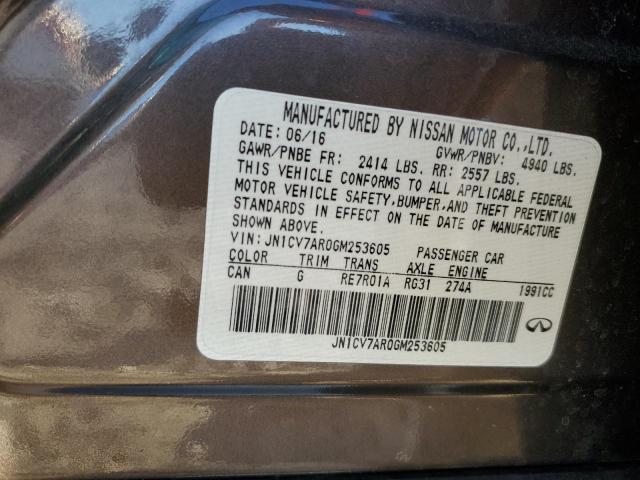 MANUFACTURED BY NISSAN MOTOR CO.,LTD.
DATE: 06/16 GVWR/PNBV: 4940 LBS.
GAWR/PNBE FR: 2414 LBS. RR: 2557 LBS.
THIS VEHICLE CONFORMS TO ALL APPLICABLE FEDERAL
MOTOR VEHICLE SAFETY,BUMPER,AND THEFT PREVENTION
STANDARDS IN EFFECT ON THE DATE OF MANUFACTURE
SHOWN ABOVE.
VIN: JN1CV7AR0GM253605 PASSENGER CAR
COLOR TRIM TRANS AXLE ENGINE
CAN G RE7R01A RG31 274A 1991CC
JN1CV7AR0GM253605